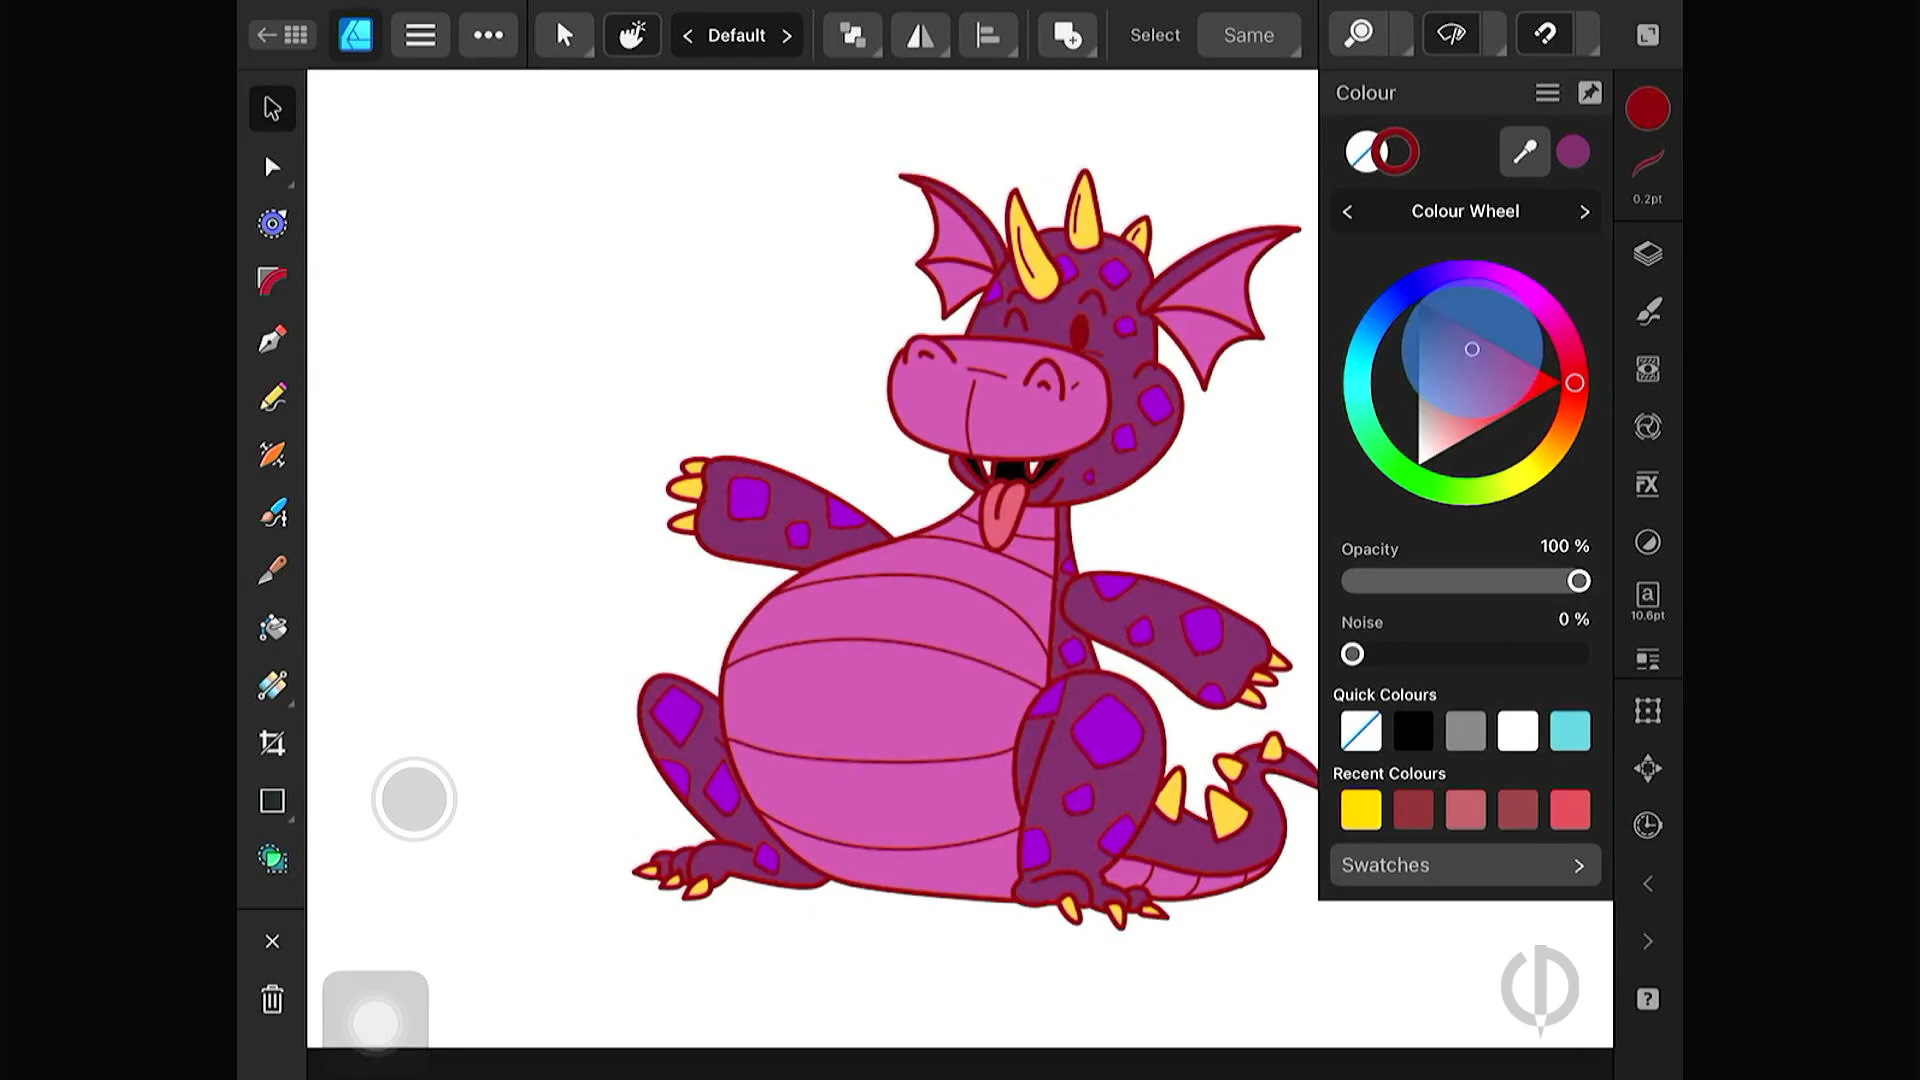 Default
Select
Same
Colour
Colour Wheel
0.2pt
Opacity
100 %
Noise
0 %
FX
a
10.6pt
Quick Colours
Recent Colours
Swatches
?